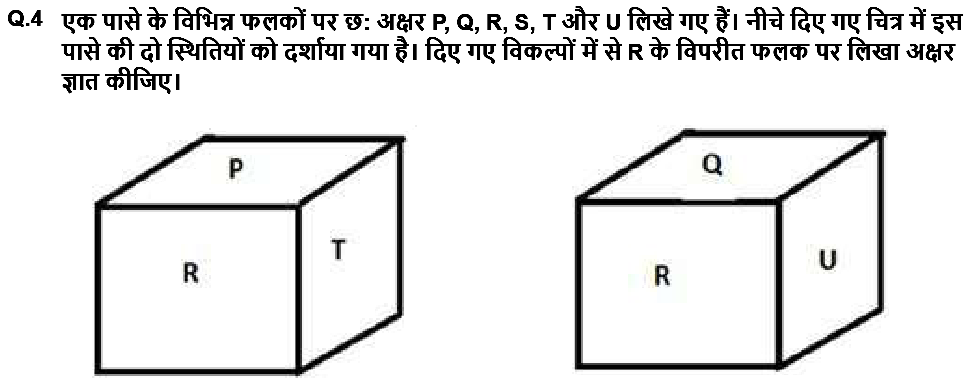 Q.4 एक पासे के विभिन्न फलकों पर छ: अक्षर P, Q, R, S, T और U लिखे गए हैं। नीचे दिए गए चित्र में इस
पासे की दो स्थितियों को दर्शाया गया है। दिए गए विकल्पों में से R के विपरीत फलक पर लिखा अक्षर
ज्ञात कीजिए।
P
Q
R
T
R
U